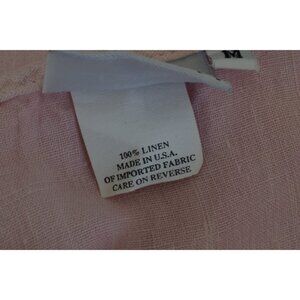 M
100% LINEN
MADE IN U.S.A.
OF IMPORTED FABRIC
CARE ON REVERSE